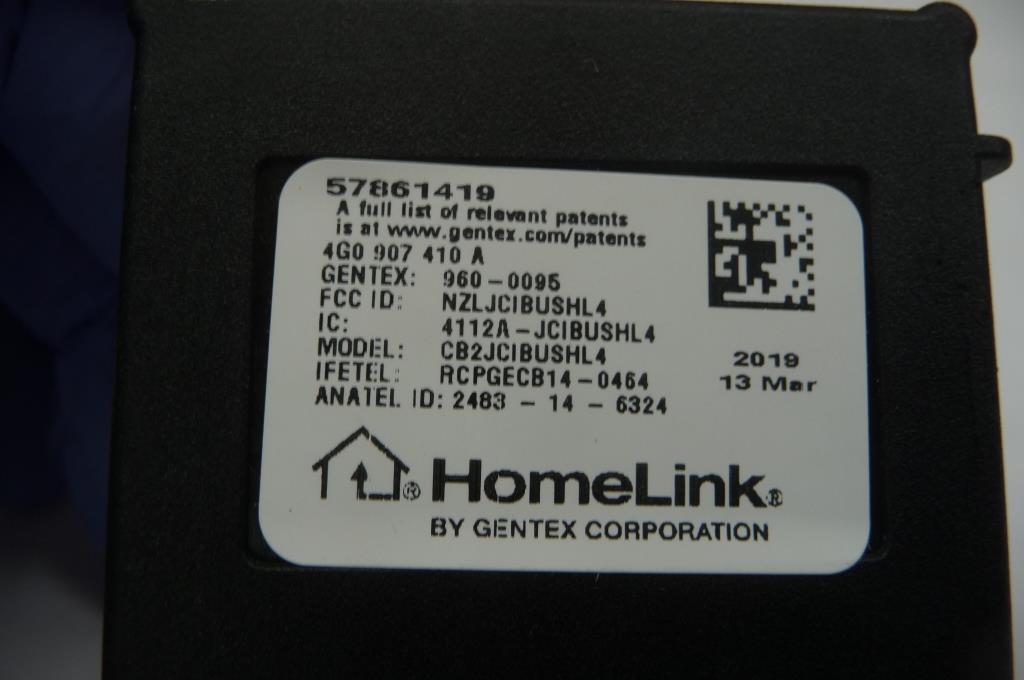 57861419
A full list of relevant patents
is at www.gentex.com/patents
4G0 907 410 A
GENTEX: 960-0095
FCC ID: NZLJCIBUSHL4
IC: 4112A-JCIBUSHL4
MODEL: CB2JCIBUSHL4
IFETEL: RCPGECB14-0464
ANATEL ID: 2483 - 14 - 6324
2019
13 Mar
® HomeLink®
BY GENTEX CORPORATION